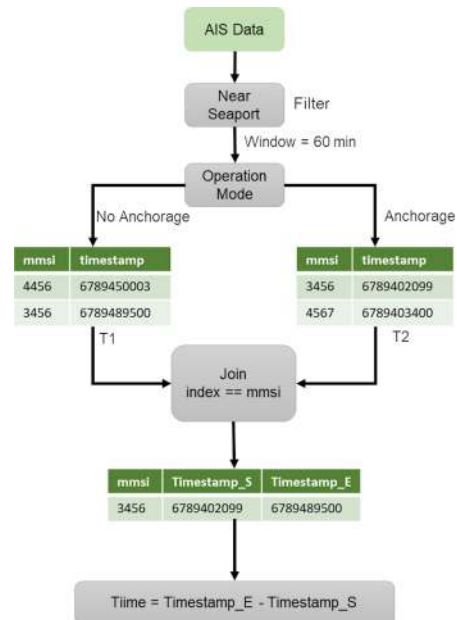 AIS Data
Near
Seaport
Filter
Window = 60 min
Operation
Mode
No Anchorage
Anchorage
mmsi timestamp
4456 6789450003
3456 6789489500
mmsi timestamp
3456 6789402099
4567 6789403400
T1
T2
Join
index == mmsi
mmsi Timestamp_S Timestamp_E
3456 6789402099 6789489500
Tiime = Timestamp_E - Timestamp_S